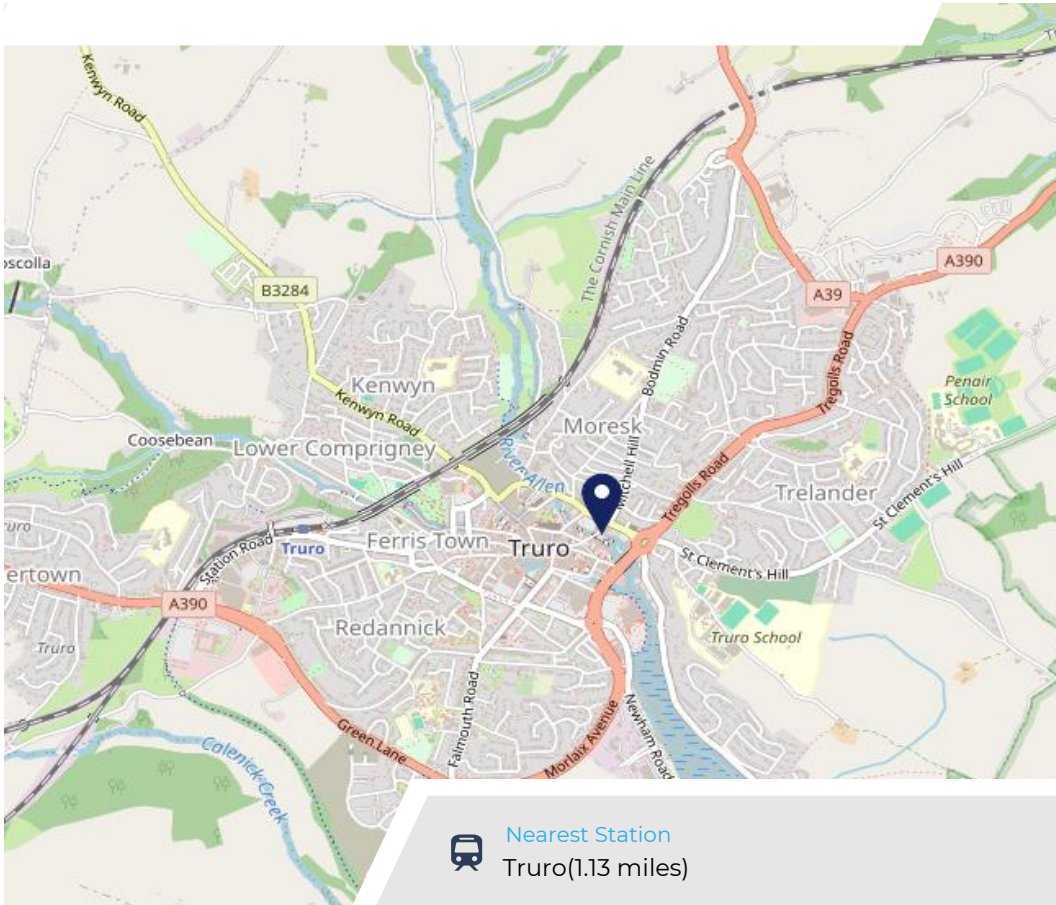 Kenwyn Road
The Cornish Main Line
A390
oscolla
B3284
A39
Tregolls Road
Bodmin Road
Penair
School
Kenwyn
Kenwyn Road
Moresk
Coosebean
Lower Comprigney
River Allen
Mitchell Hill
Tregolls Road
Trelander
St Clement's Hill
Truro
Station Road
Truro
Ferris Town
Truro
St Clement's Hill
ertown
A390
Redannick
Truro School
Truro
Falmouth Road
Newham Road
Green Lane
Morlaix Avenue
Calenick Creek
Nearest Station
Truro(1.13 miles)